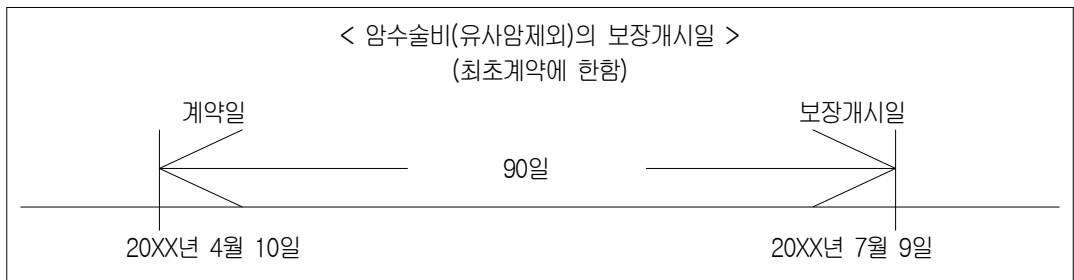 < 암수술비(유사암제외)의 보장개시일 >
(최초계약에 한함)
계약일 보장개시일
90일
20XX년 4월 10일 20XX년 7월 9일